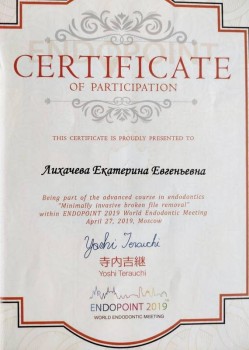 ENDOPOINT
CERTIFICATE
OF PARTICIPATION
THIS CERTIFICATE IS PROUDLY PRESENTED TO
Лихачева Екатерина Евгеньевна
Being part of the advanced course in endodontics
"Minimally invasive broken file removal"
within ENDOPOINT 2019 World Endodontic Meeting
April 27, 2019, Moscow
Yoshi Terauchi
寺内吉継
Yoshi Terauchi
ENDOPOINT 2019
WORLD ENDODONTIC MEETING